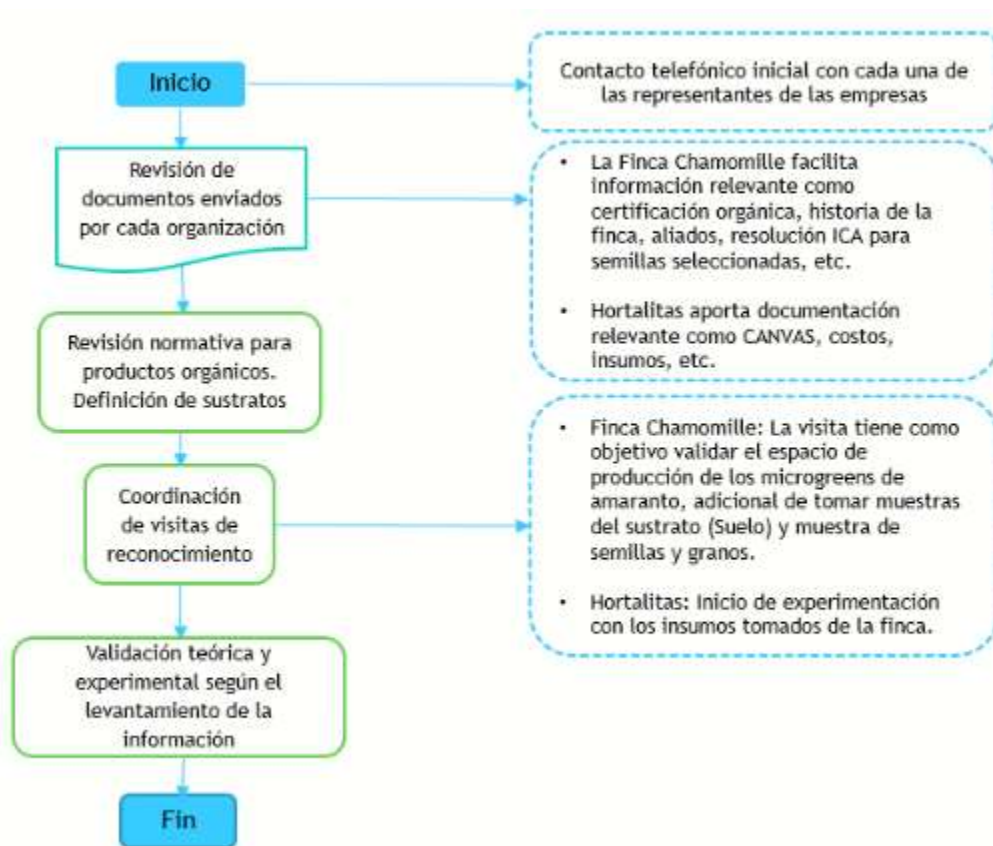 Inicio
Contacto telefónico inicial con cada una de
las representantes de las empresas
Revisión de
documentos enviados
por cada organización
• La Finca Chamomille facilita
información relevante como
certificación orgánica, historia de la
finca, aliados, resolución ICA para
semillas seleccionadas, etc.
• Hortalitas aporta documentación
relevante como CANVAS, costos,
insumos, etc.
Revisión normativa para
productos orgánicos.
Definición de sustratos
Coordinación
de visitas de
reconocimiento
• Finca Chamomille: La visita tiene como
objetivo validar el espacio de
producción de los microgreens de
amaranto, adicional de tomar muestras
del sustrato (Suelo) y muestra de
semillas y granos.
• Hortalitas: Inicio de experimentación
con los insumos tomados de la finca.
Validación teórica y
experimental según el
levantamiento de la
información
Fin